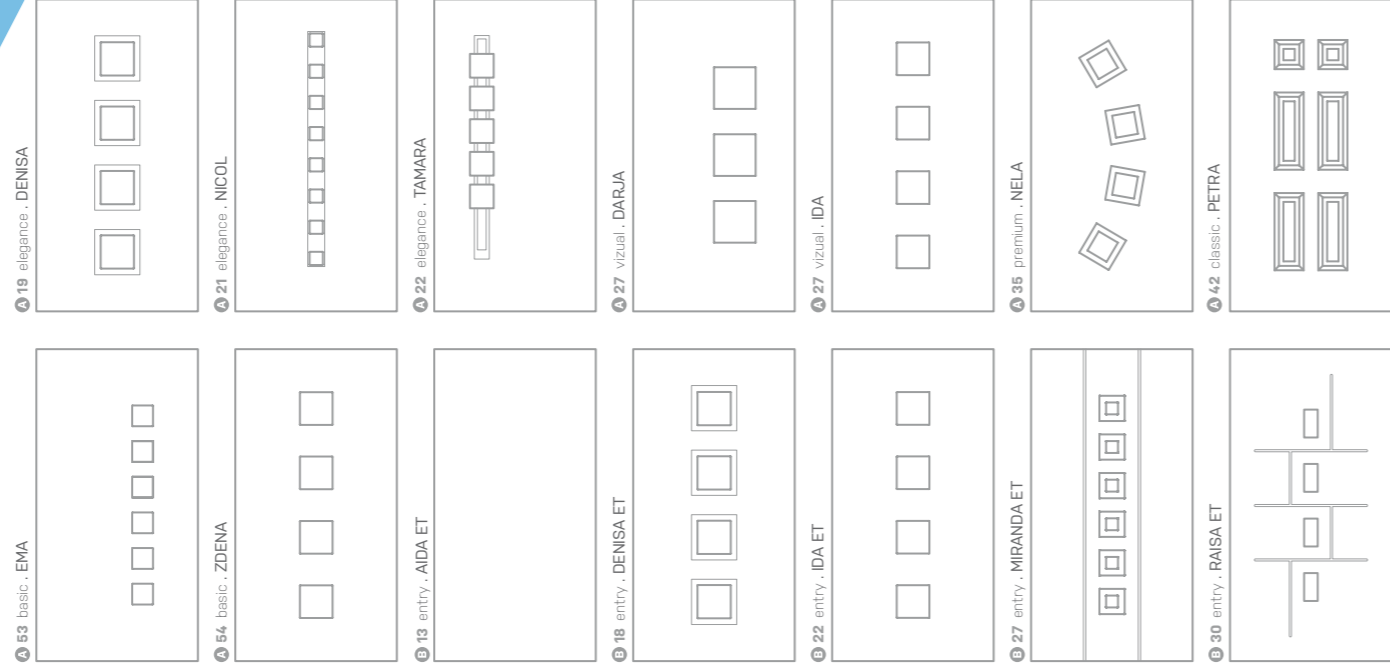 A 19 elegance . DENISA
A 21 elegance . NICOL
A 22 elegance . TAMARA
A 27 vizual . DARJA
A 27 vizual . IDA
A 35 premium . NELA
A 42 classic . PETRA
A 53 basic . EMA
A 54 basic . ZDENA
B 13 entry . AIDA ET
B 18 entry . DENISA ET
B 22 entry . IDA ET
B 27 entry . MIRANDA ET
B 30 entry . RAISA ET